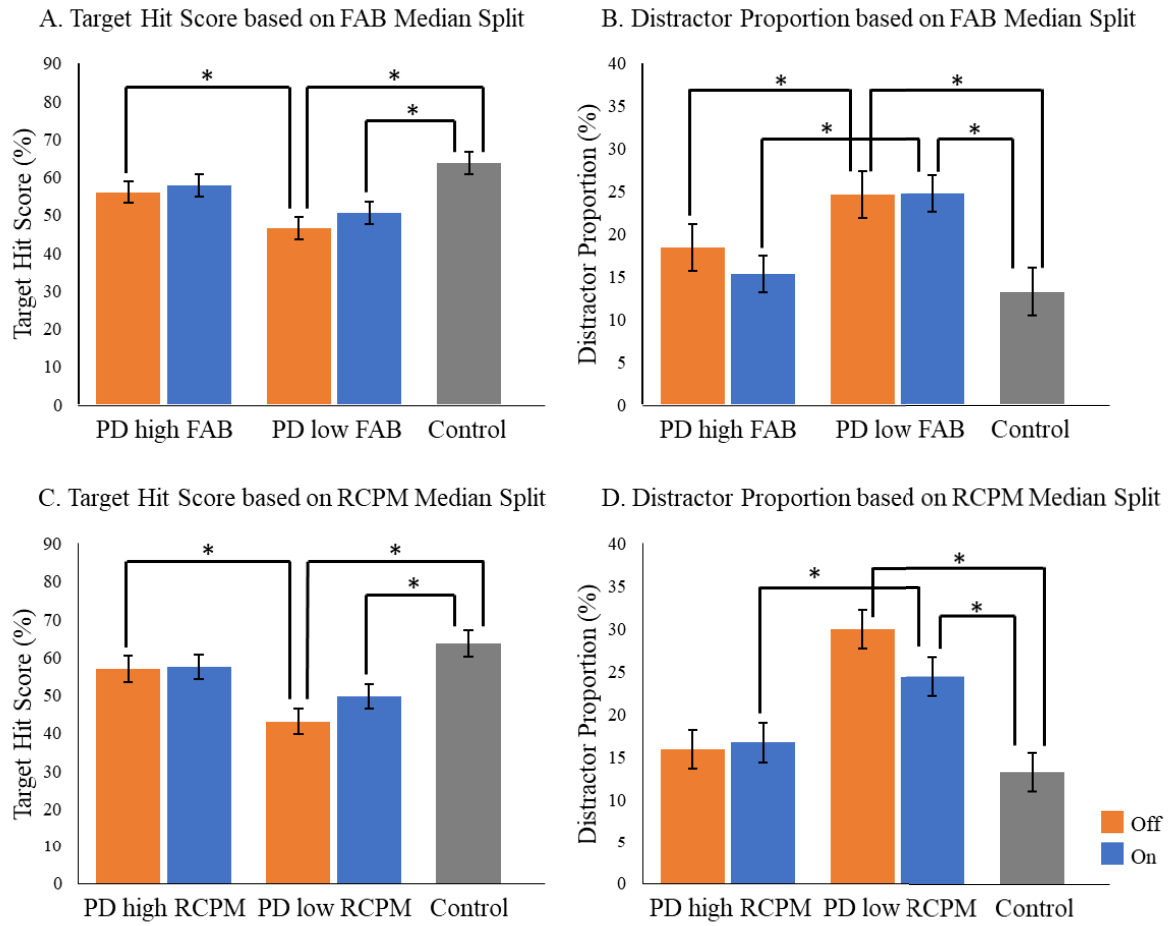 A. Target Hit Score based on FAB Median Split
90
80
70
60
50
40
30
20
10
0
Target Hit Score (%)
*
*
*
PD high FAB
PD low FAB
Control
B. Distractor Proportion based on FAB Median Split
40
35
30
25
20
15
10
5
0
Distractor Proportion (%)
*
*
*
*
PD high FAB
PD low FAB
Control
C. Target Hit Score based on RCPM Median Split
90
80
70
60
50
40
30
20
10
0
Target Hit Score (%)
*
*
*
PD high RCPM
PD low RCPM
Control
D. Distractor Proportion based on RCPM Median Split
40
35
30
25
20
15
10
5
0
Distractor Proportion (%)
*
*
*
PD high RCPM
PD low RCPM
Control
Off
On